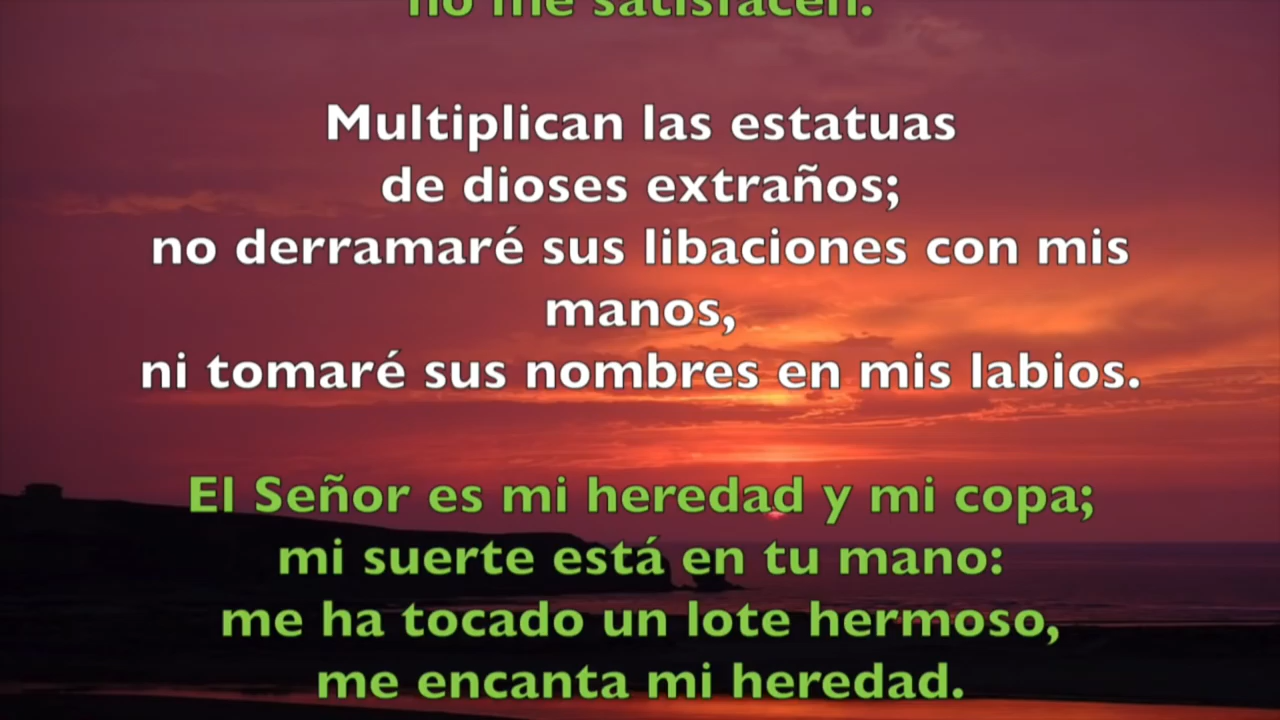 no me satisfacen.
Multiplican las estatuas
de dioses extraños;
no derramaré sus libaciones con mis
manos,
ni tomaré sus nombres en mis labios.
El Señor es mi heredad y mi copa;
mi suerte está en tu mano:
me ha tocado un lote hermoso,
me encanta mi heredad.